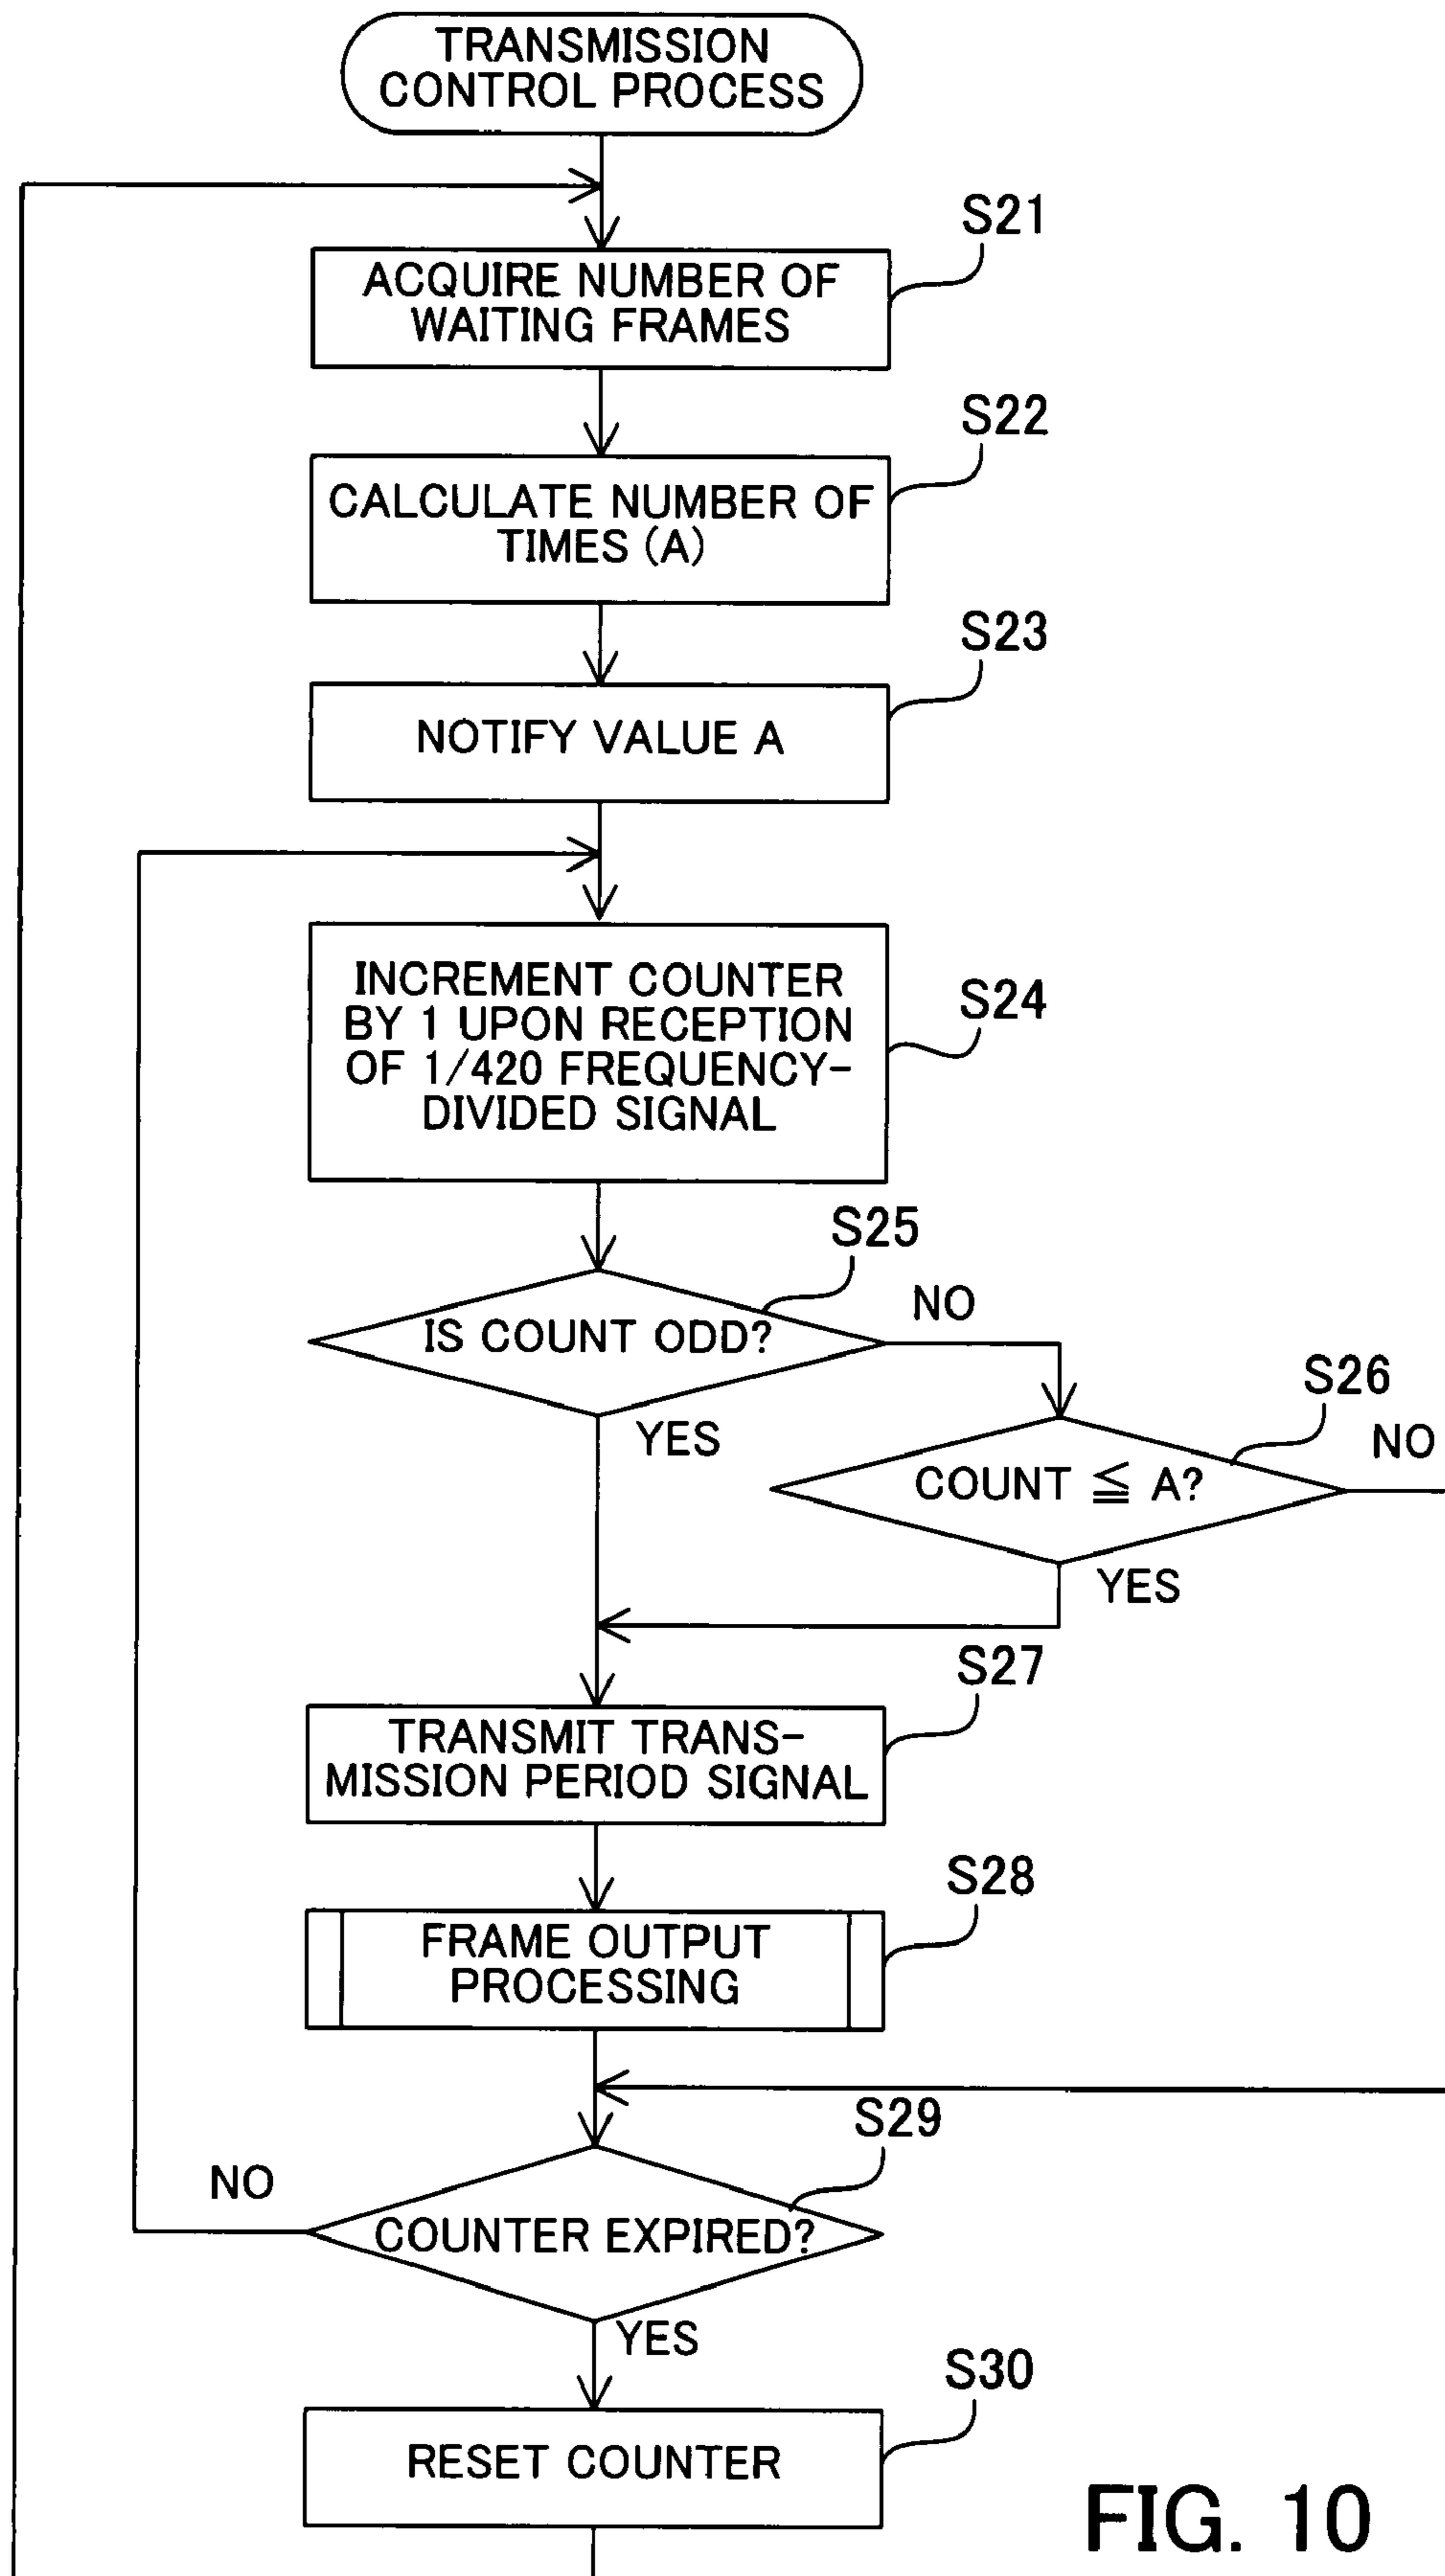 TRANSMISSION
CONTROL PROCESS
S21
ACQUIRE NUMBER OF
WAITING FRAMES
S22
CALCULATE NUMBER OF
TIMES (A)
S23
NOTIFY VALUE A
S24
INCREMENT COUNTER
BY 1 UPON RECEPTION
OF 1/420 FREQUENCY-
DIVIDED SIGNAL
S25
IS COUNT ODD?
NO
YES
S26
COUNT ≦ A?
NO
YES
S27
TRANSMIT TRANS-
MISSION PERIOD SIGNAL
S28
FRAME OUTPUT
PROCESSING
S29
COUNTER EXPIRED?
NO
YES
S30
RESET COUNTER
FIG. 10